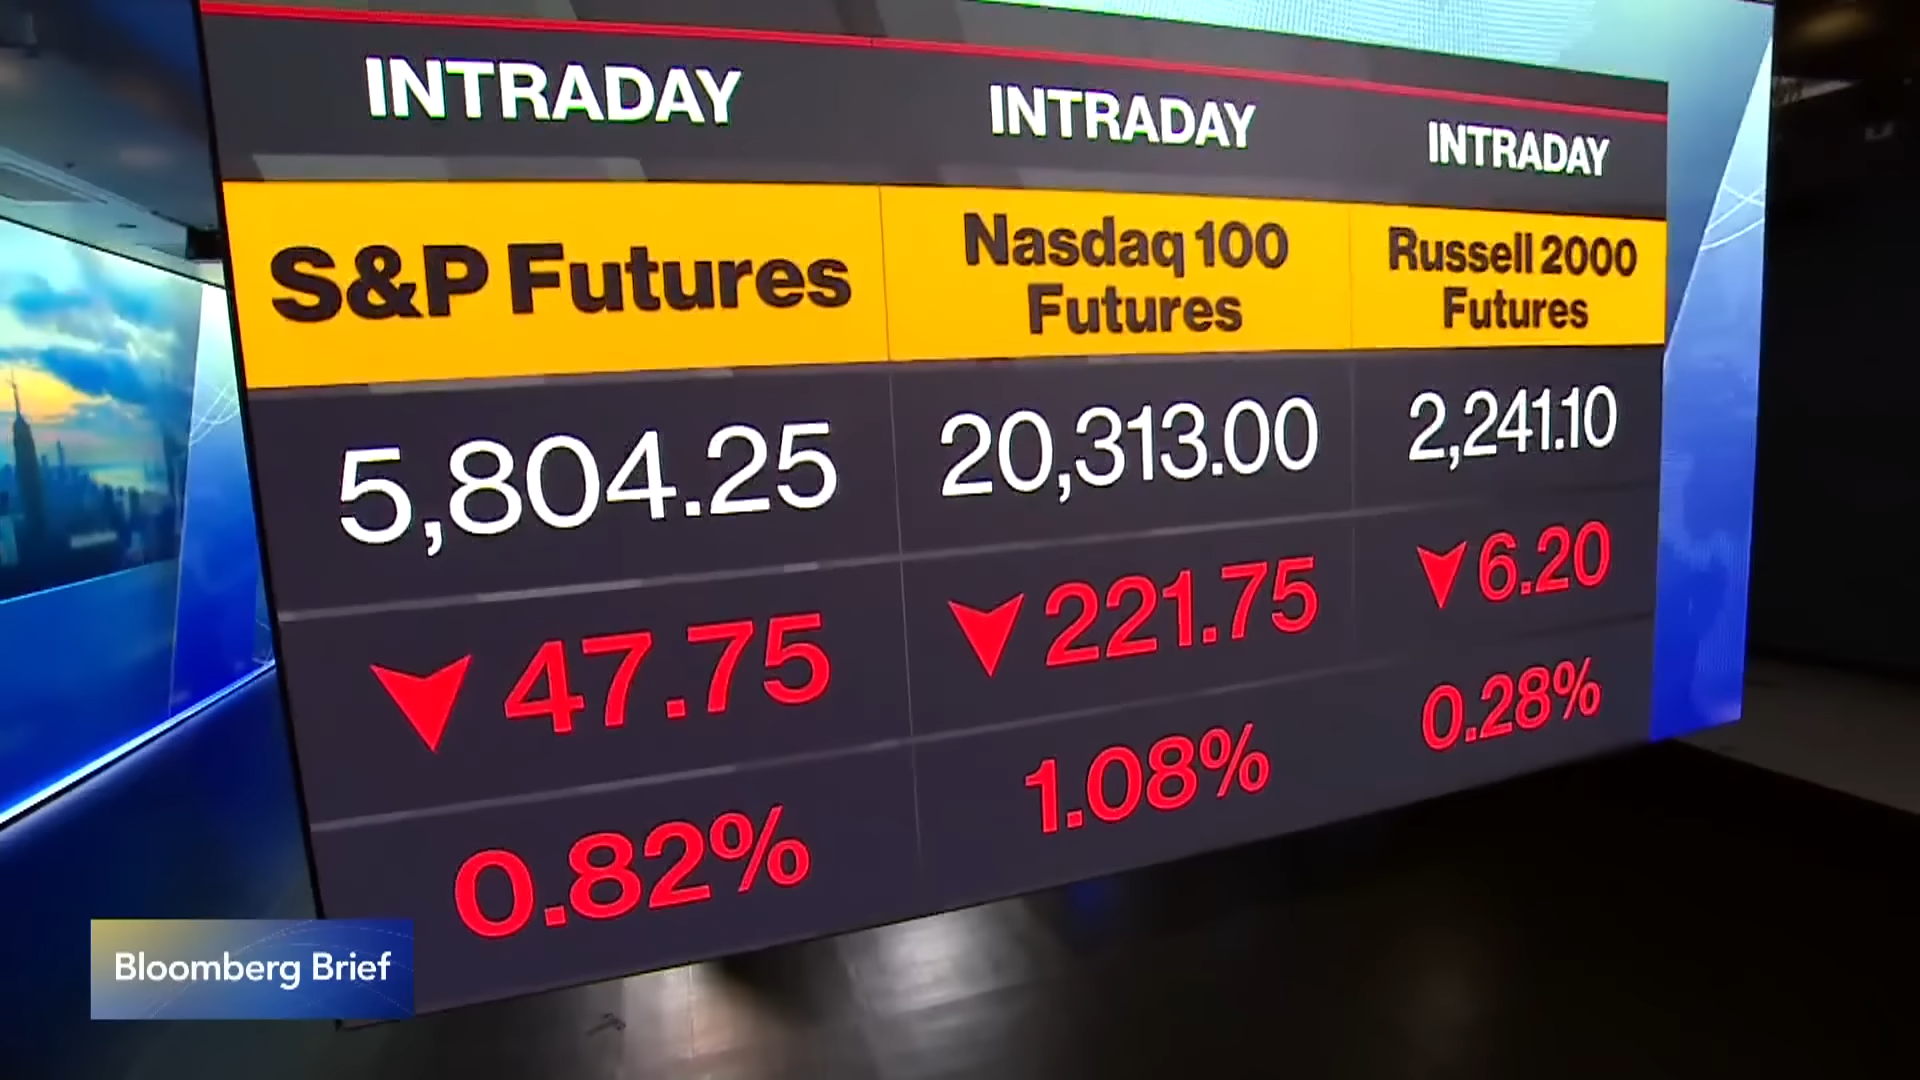 INTRADAY INTRADAY INTRADAY
S&P Futures
Nasdaq 100
Futures
Russell 2000
Futures
5,804.25 20,313.00 2,241.10
47.75 221.75 6.20
0.82% 1.08% 0.28%
Bloomberg Brief